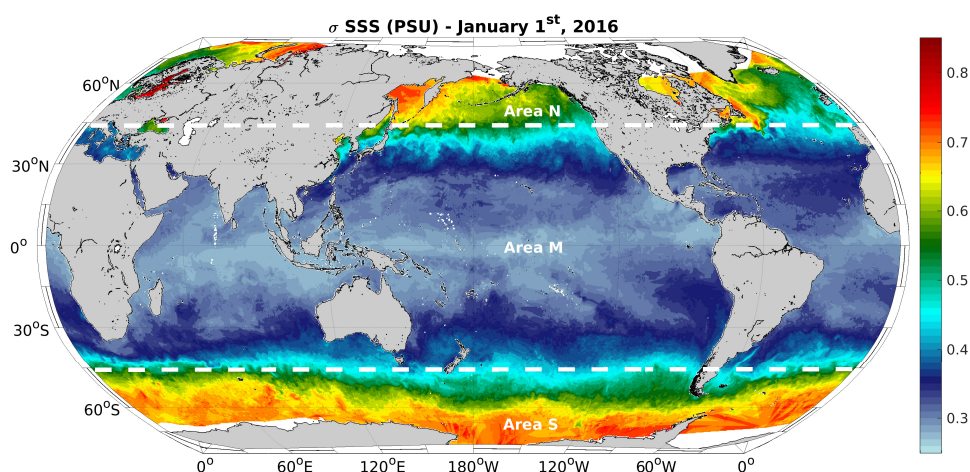 σ SSS (PSU) - January 1st, 2016
60°N
30°N
0°
30°S
60°S
Area N
Area M
Area S
0°
60°E
120°E
180°W
120°W
60°W
0°
0.8
0.7
0.6
0.5
0.4
0.3